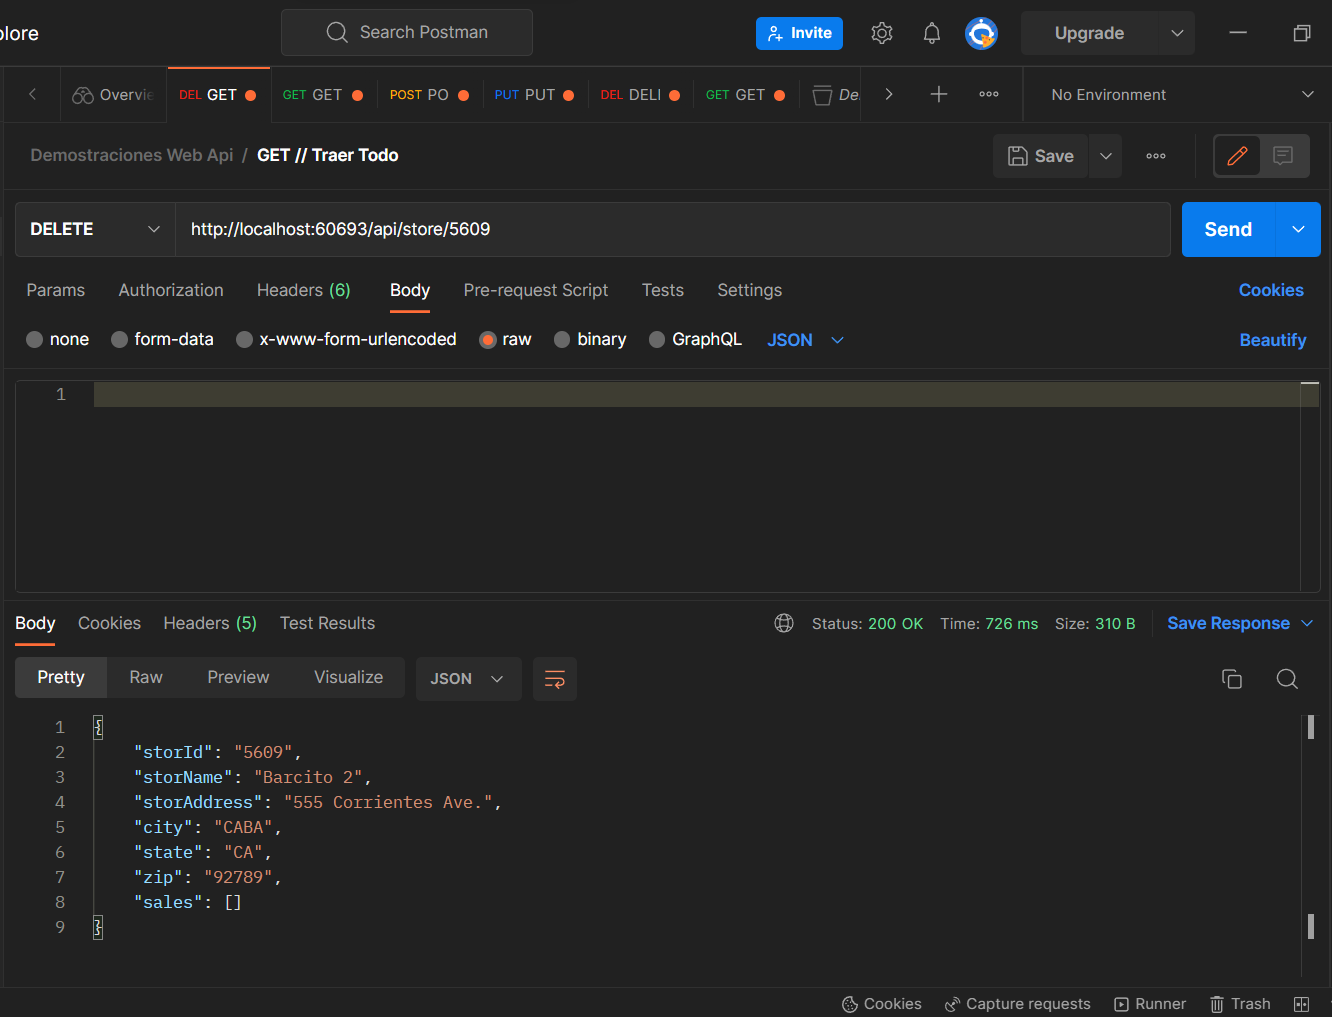 plore
Search Postman
Invite
Upgrade
Overvie
DEL GET
GET GET
POST PO
PUT PUT
DEL DELI
GET GET
De
No Environment
Demostraciones Web Api / GET // Traer Todo
Save
DELETE
http://localhost:60693/api/store/5609
Send
Params
Authorization
Headers (6)
Body
Pre-request Script
Tests
Settings
Cookies
none
form-data
x-www-form-urlencoded
raw
binary
GraphQL
JSON
Beautify
1
Body
Cookies
Headers (5)
Test Results
Status: 200 OK
Time: 726 ms
Size: 310 B
Save Response
Pretty
Raw
Preview
Visualize
JSON
1 {
2 "storId": "5609",
3 "storName": "Barcito 2",
4 "storAddress": "555 Corrientes Ave.",
5 "city": "CABA",
6 "state": "CA",
7 "zip": "92789",
8 "sales": []
9 }
Cookies
Capture requests
Runner
Trash